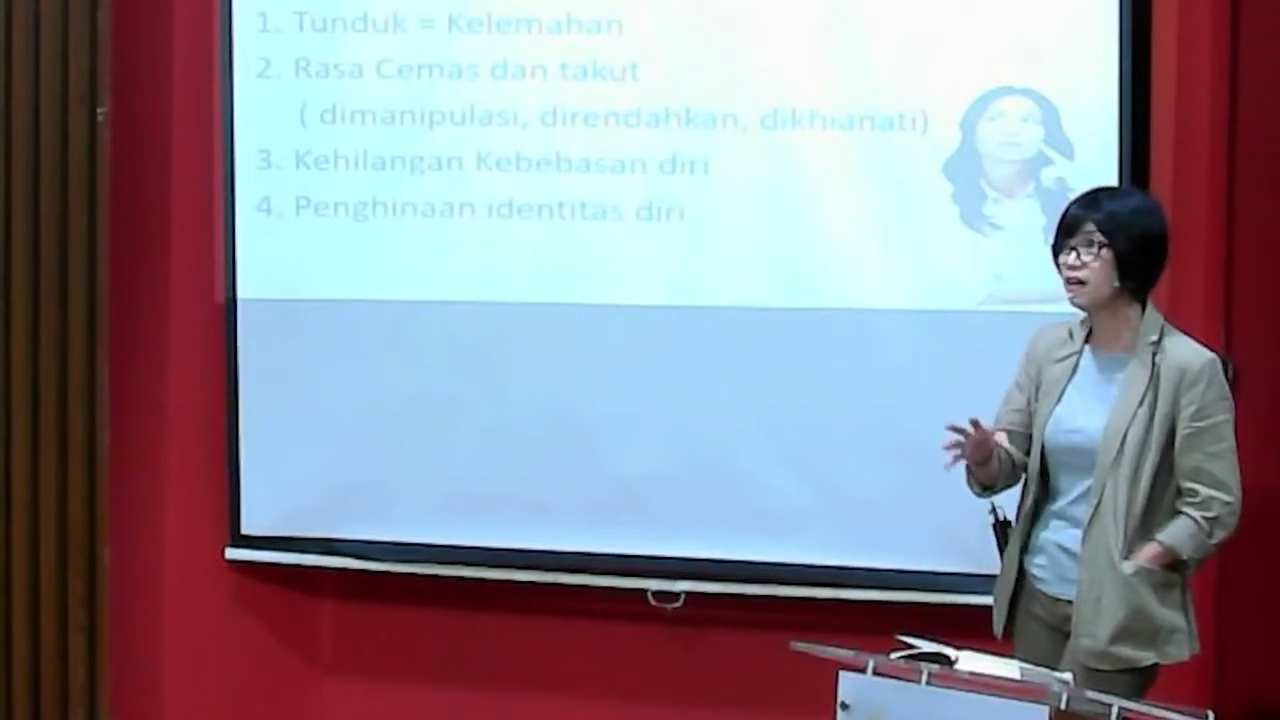 1. Tunduk = Kelemahan
2. Rasa Cemas dan takut
( dimanipulasi, direndahkan, dikhianati)
3. Kehilangan Kebebasan diri
4. Penghinaan identitas diri